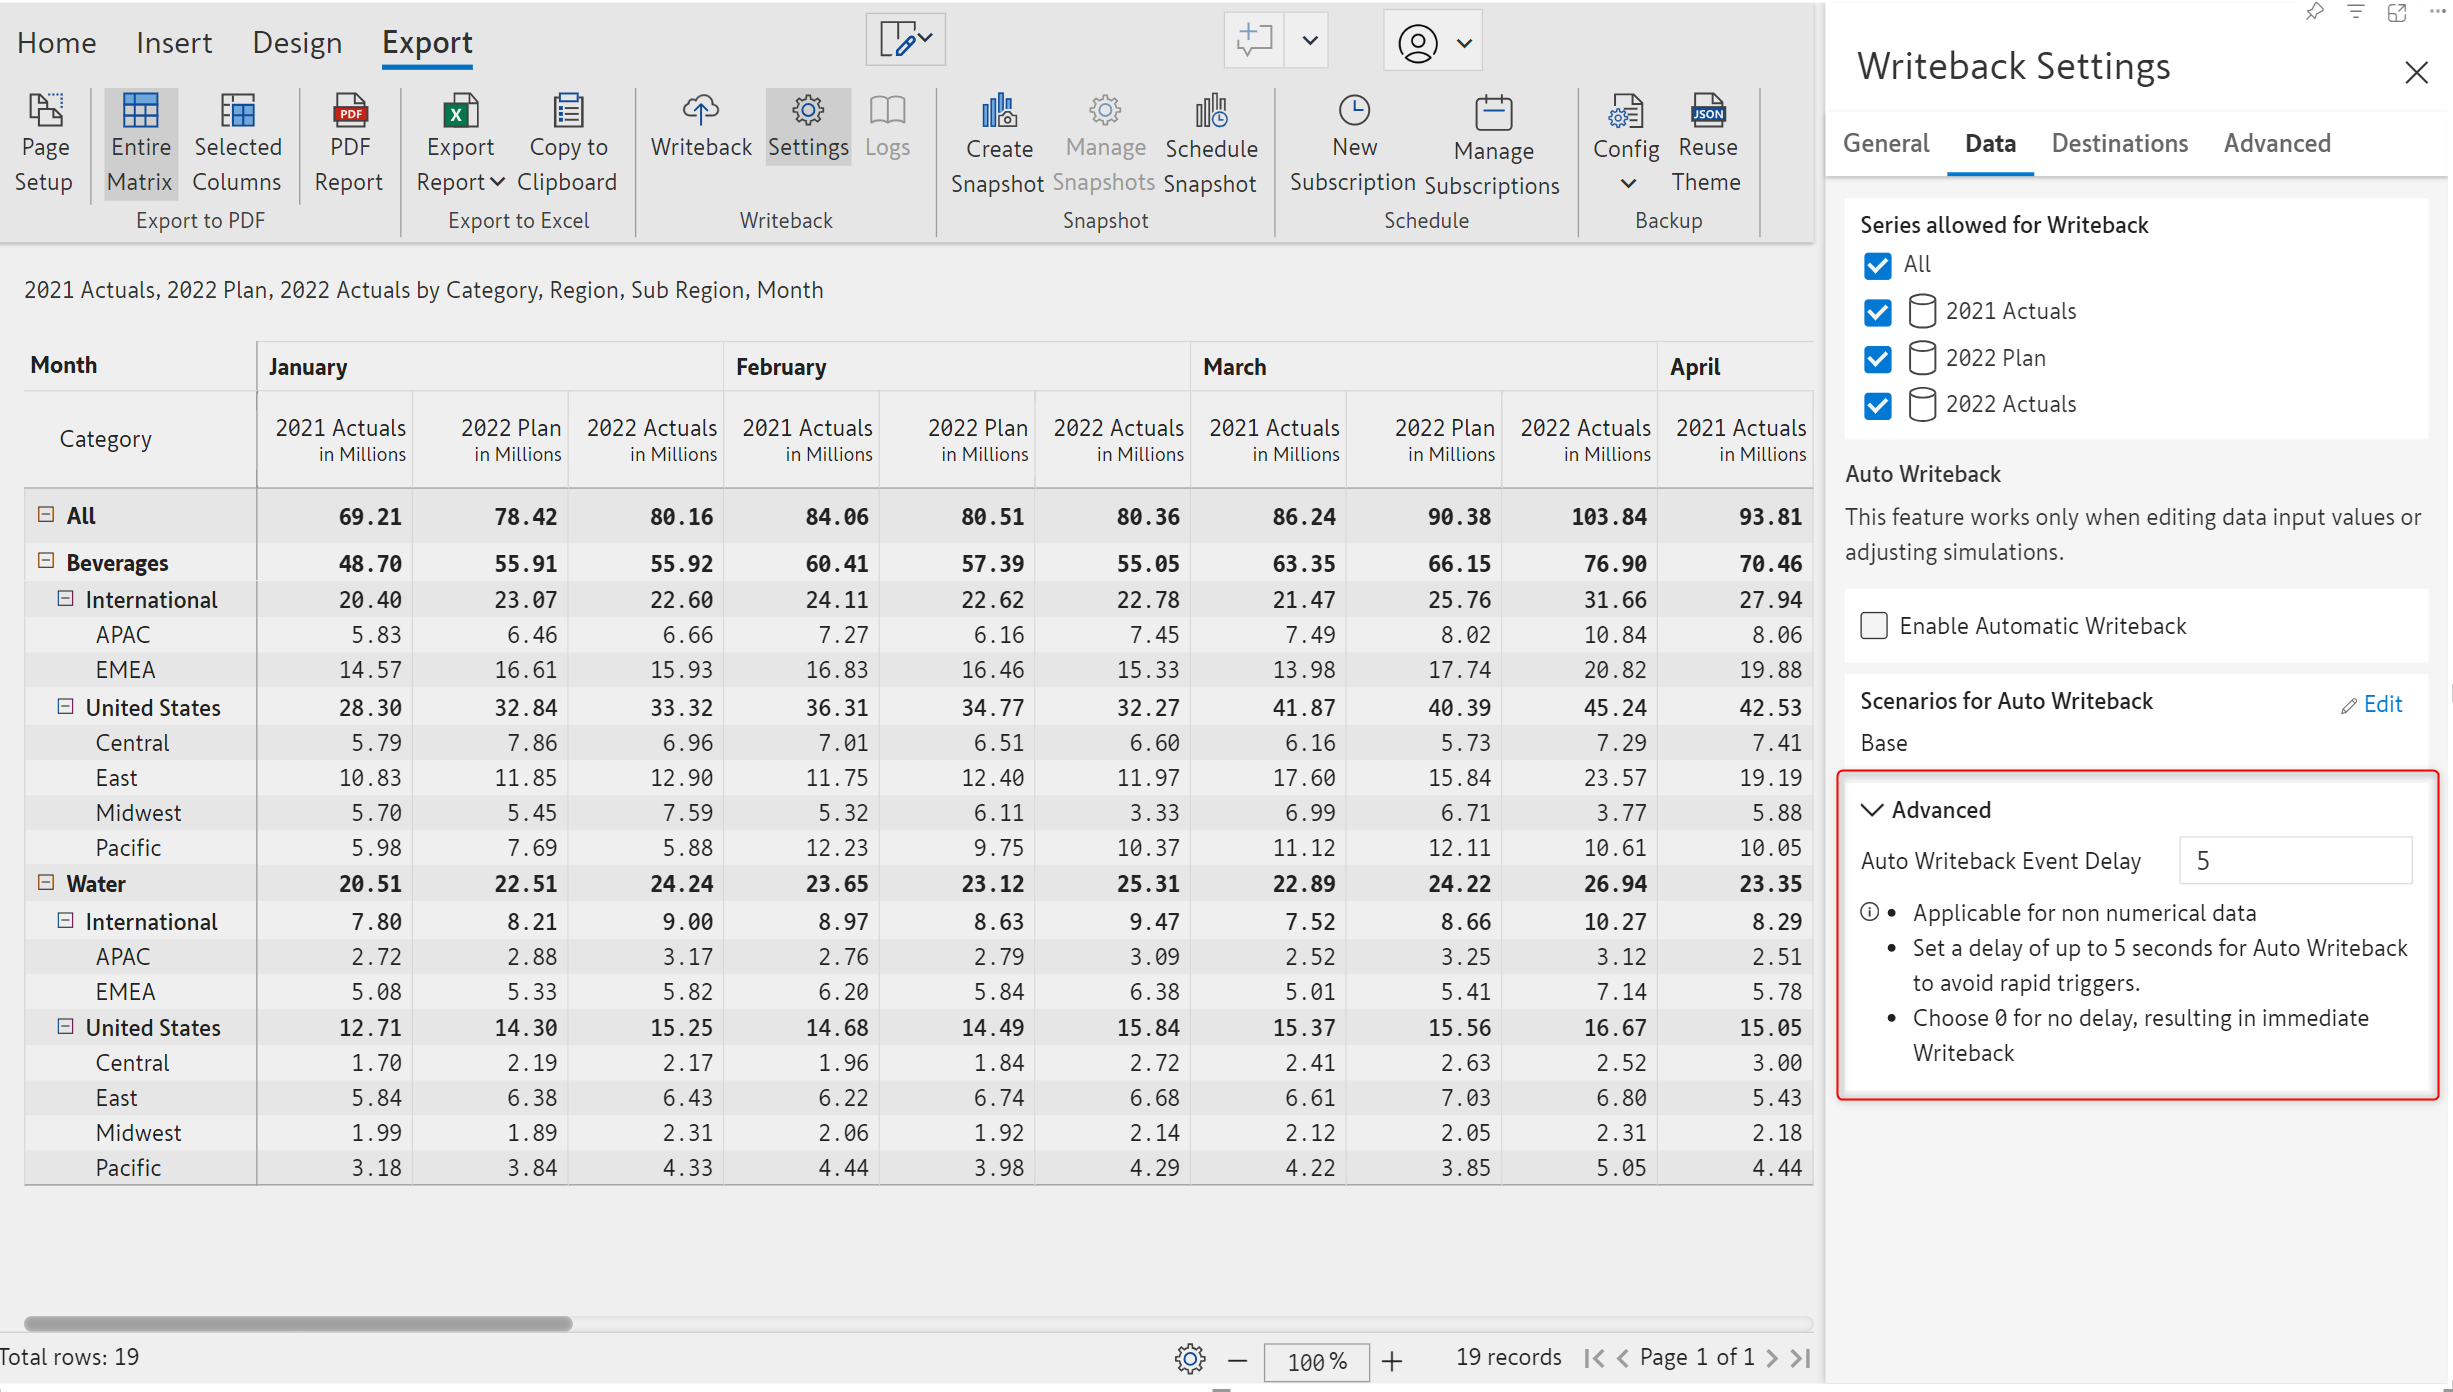 Home Insert Design Export
Page Setup
Entire Matrix
Selected Columns
Export to PDF
PDF PDF Report
X Export Report
Copy to Clipboard
Export to Excel
Writeback
Settings
Logs
Writeback
Create Snapshot
Manage Snapshots
Schedule Snapshot
Snapshot
New Subscription
Manage Subscriptions
Schedule
Config
JSON Reuse Theme
Backup
2021 Actuals, 2022 Plan, 2022 Actuals by Category, Region, Sub Region, Month
Month January February March April
Category 2021 Actuals 2022 Plan 2022 Actuals 2021 Actuals 2022 Plan 2022 Actuals 2021 Actuals 2022 Plan 2022 Actuals 2021 Actuals
in Millions in Millions in Millions in Millions in Millions in Millions in Millions in Millions in Millions in Millions
All 69.21 78.42 80.16 84.06 80.51 80.36 86.24 90.38 103.84 93.81
Beverages 48.70 55.91 55.92 60.41 57.39 55.05 63.35 66.15 76.90 70.46
International 20.40 23.07 22.60 24.11 22.62 22.78 21.47 25.76 31.66 27.94
APAC 5.83 6.46 6.66 7.27 6.16 7.45 7.49 8.02 10.84 8.06
EMEA 14.57 16.61 15.93 16.83 16.46 15.33 13.98 17.74 20.82 19.88
United States 28.30 32.84 33.32 36.31 34.77 32.27 41.87 40.39 45.24 42.53
Central 5.79 7.86 6.96 7.01 6.51 6.60 6.16 5.73 7.29 7.41
East 10.83 11.85 12.90 11.75 12.40 11.97 17.60 15.84 23.57 19.19
Midwest 5.70 5.45 7.59 5.32 6.11 3.33 6.99 6.71 3.77 5.88
Pacific 5.98 7.69 5.88 12.23 9.75 10.37 11.12 12.11 10.61 10.05
Water 20.51 22.51 24.24 23.65 23.12 25.31 22.89 24.22 26.94 23.35
International 7.80 8.21 9.00 8.97 8.63 9.47 7.52 8.66 10.27 8.29
APAC 2.72 2.88 3.17 2.76 2.79 3.09 2.52 3.25 3.12 2.51
EMEA 5.08 5.33 5.82 6.20 5.84 6.38 5.01 5.41 7.14 5.78
United States 12.71 14.30 15.25 14.68 14.49 15.84 15.37 15.56 16.67 15.05
Central 1.70 2.19 2.17 1.96 1.84 2.72 2.41 2.63 2.52 3.00
East 5.84 6.38 6.43 6.22 6.74 6.68 6.61 7.03 6.80 5.43
Midwest 1.99 1.89 2.31 2.06 1.92 2.14 2.12 2.05 2.31 2.18
Pacific 3.18 3.84 4.33 4.44 3.98 4.29 4.22 3.85 5.05 4.44
Total rows: 19
100 %
19 records
Page 1 of 1
Writeback Settings
General Data Destinations Advanced
Series allowed for Writeback
All
2021 Actuals
2022 Plan
2022 Actuals
Auto Writeback
This feature works only when editing data input values or
adjusting simulations.
Enable Automatic Writeback
Scenarios for Auto Writeback Edit
Base
Advanced
Auto Writeback Event Delay 5
• Applicable for non numerical data
• Set a delay of up to 5 seconds for Auto Writeback
to avoid rapid triggers.
• Choose 0 for no delay, resulting in immediate
Writeback